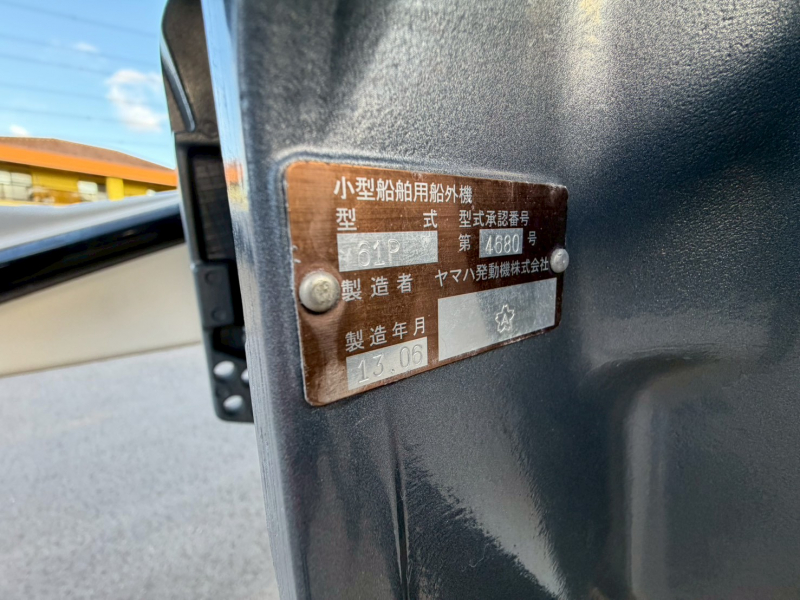 小型船舶用船外機
型 式 型式承認番号
61P 第 4680 号
製造者 ヤマハ発動機株式会社
製造年月
13.06